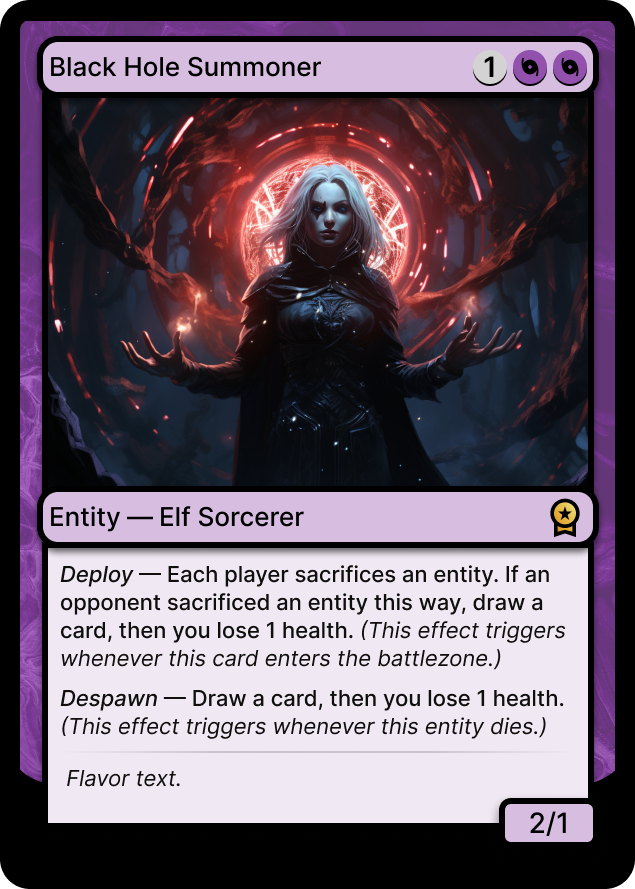 Black Hole Summoner 1
Entity — Elf Sorcerer
Deploy — Each player sacrifices an entity. If an
opponent sacrificed an entity this way, draw a
card, then you lose 1 health. (This effect triggers
whenever this card enters the battlezone.)
Despawn — Draw a card, then you lose 1 health.
(This effect triggers whenever this entity dies.)
Flavor text.
2/1